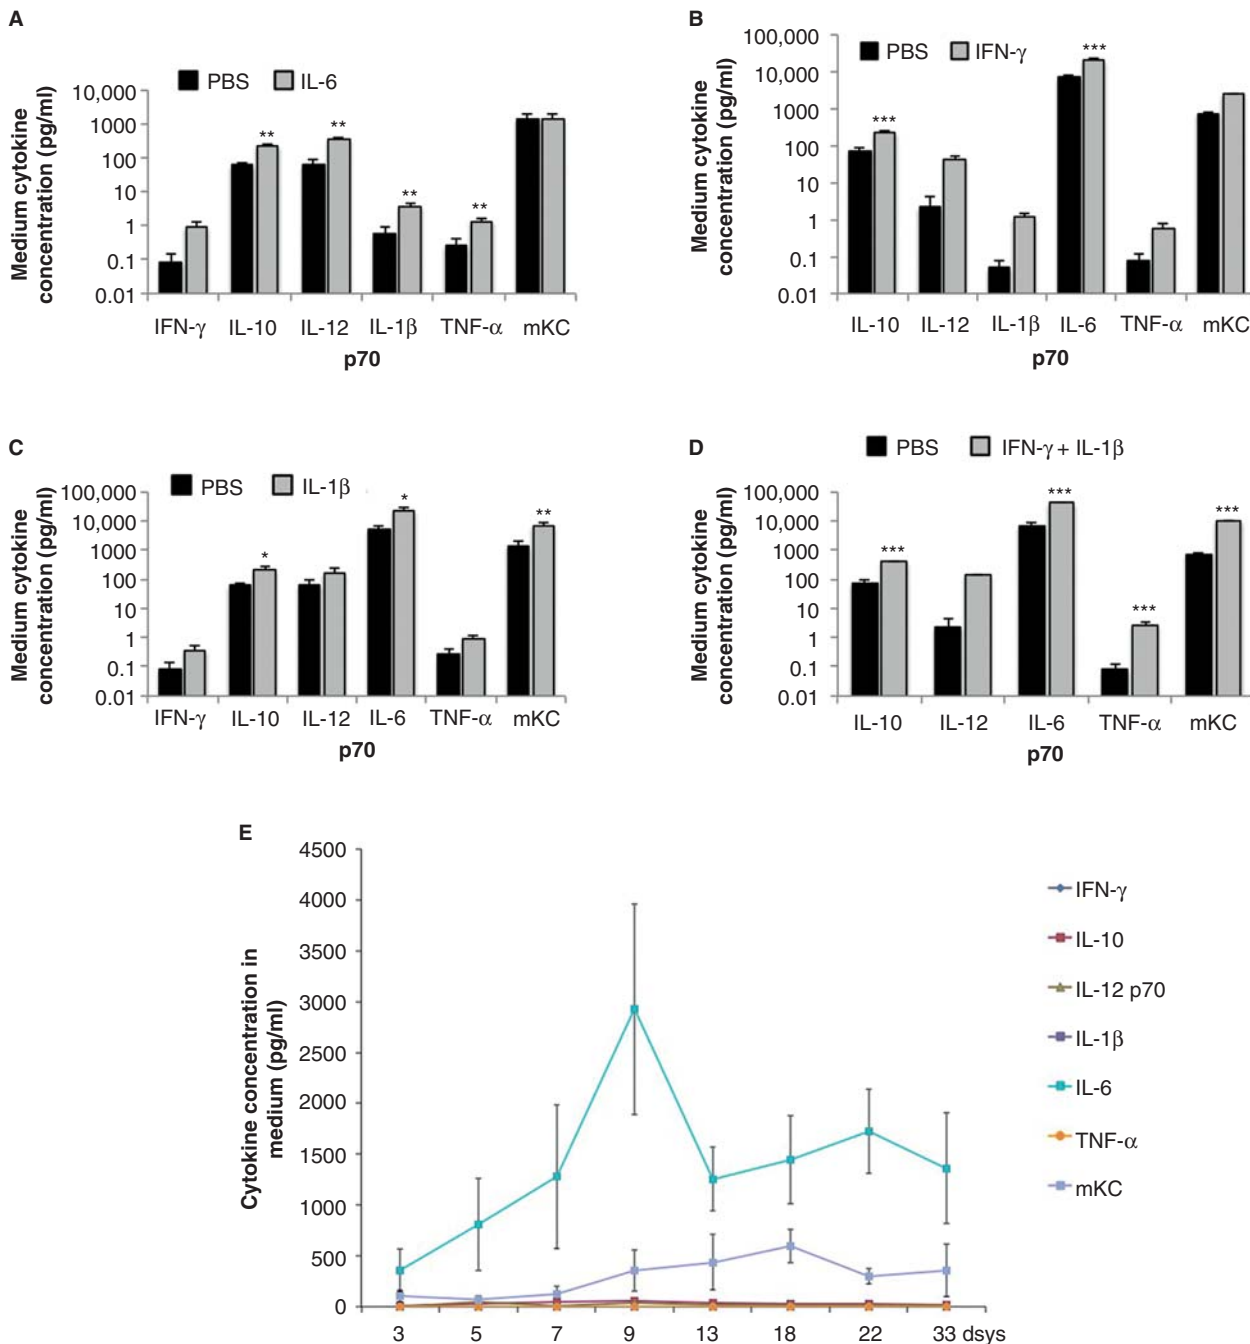 A
PBS IL-6
Medium cytokine
concentration (pg/ml)
10,000
1000
100
10
1
0.1
0.01
** ** ** **
IFN-γ IL-10 IL-12 IL-1β TNF-α mKC
p70
B
PBS IFN-γ
Medium cytokine
concentration (pg/ml)
100,000
10,000
1000
100
10
1
0.1
0.01
*** ***
IL-10 IL-12 IL-1β IL-6 TNF-α mKC
p70
C
PBS IL-1β
Medium cytokine
concentration (pg/ml)
100,000
10,000
1000
100
10
1
0.1
0.01
* * **
IFN-γ IL-10 IL-12 IL-6 TNF-α mKC
p70
D
PBS IFN-γ + IL-1β
Medium cytokine
concentration (pg/ml)
100,000
10,000
1000
100
10
1
0.1
0.01
*** *** *** ***
IL-10 IL-12 IL-6 TNF-α mKC
p70
E
Cytokine concentration in
medium (pg/ml)
4500
4000
3500
3000
2500
2000
1500
1000
500
0
3 5 7 9 13 18 22 33 dsys
IFN-γ
IL-10
IL-12 p70
IL-1β
IL-6
TNF-α
mKC